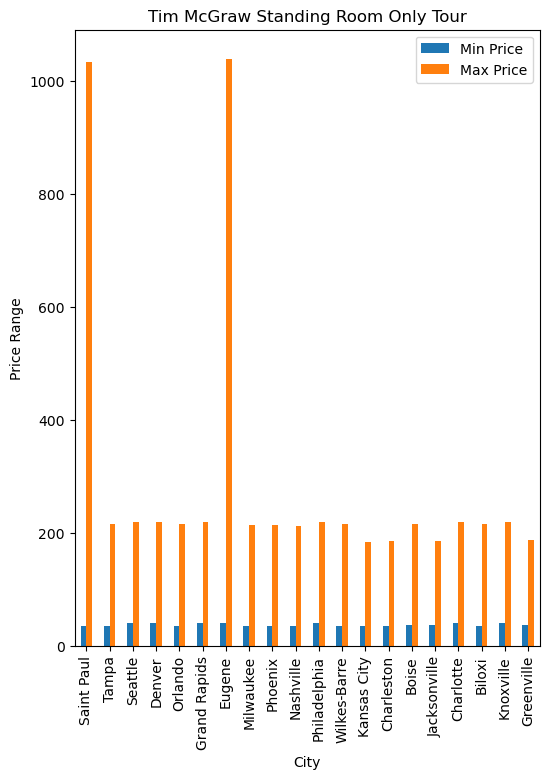 Tim McGraw Standing Room Only Tour
Min Price
Max Price
1000
800
600
400
200
0
Price Range
Saint Paul
Tampa
Seattle
Denver
Orlando
Grand Rapids
Eugene
Milwaukee
Phoenix
Nashville
Philadelphia
Wilkes-Barre
Kansas City
Charleston
Boise
Jacksonville
Charlotte
Biloxi
Knoxville
Greenville
City